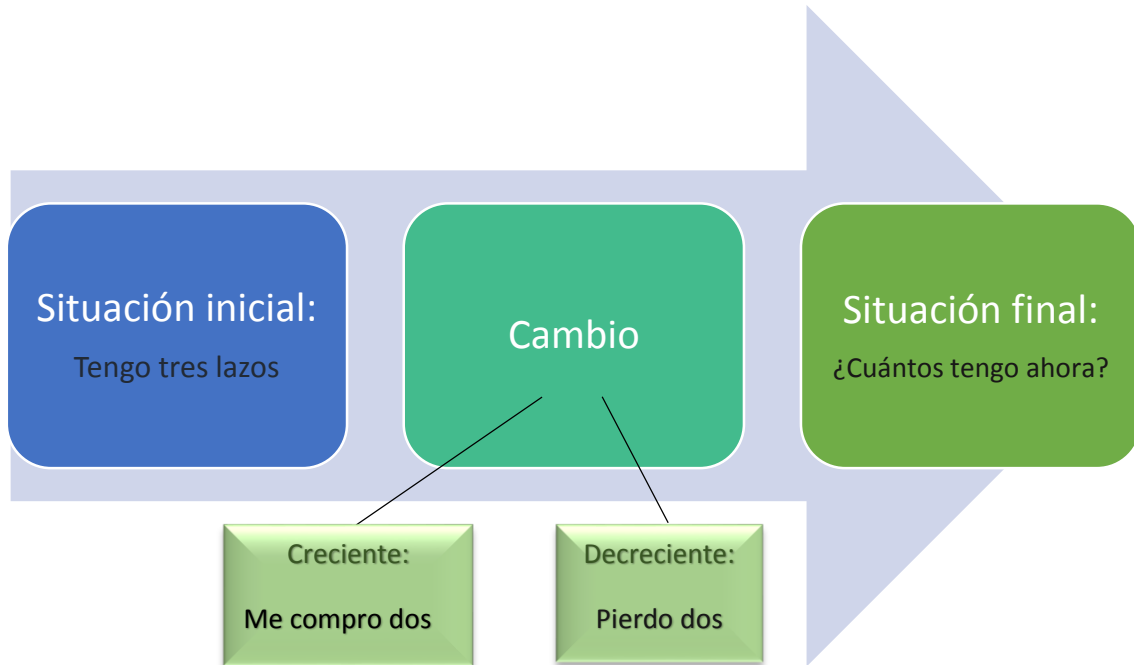 Situación inicial:
Tengo tres lazos
Cambio
Situación final:
¿Cuántos tengo ahora?
Creciente:
Me compro dos
Decreciente:
Pierdo dos